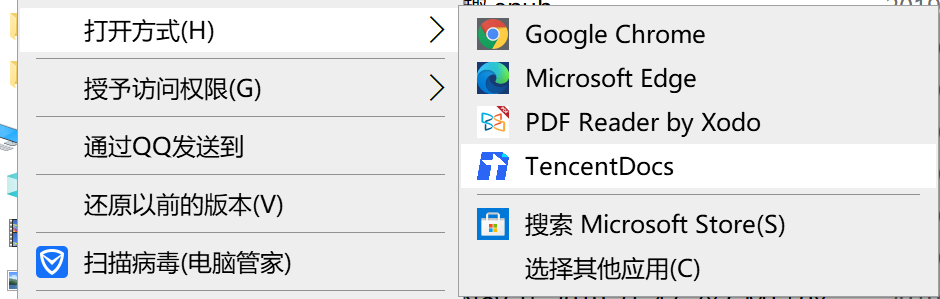 打开方式(H)
授予访问权限(G)
通过QQ发送到
还原以前的版本(V)
扫描病毒(电脑管家)
Google Chrome
Microsoft Edge
PDF Reader by Xodo
TencentDocs
搜索 Microsoft Store(S)
选择其他应用(C)